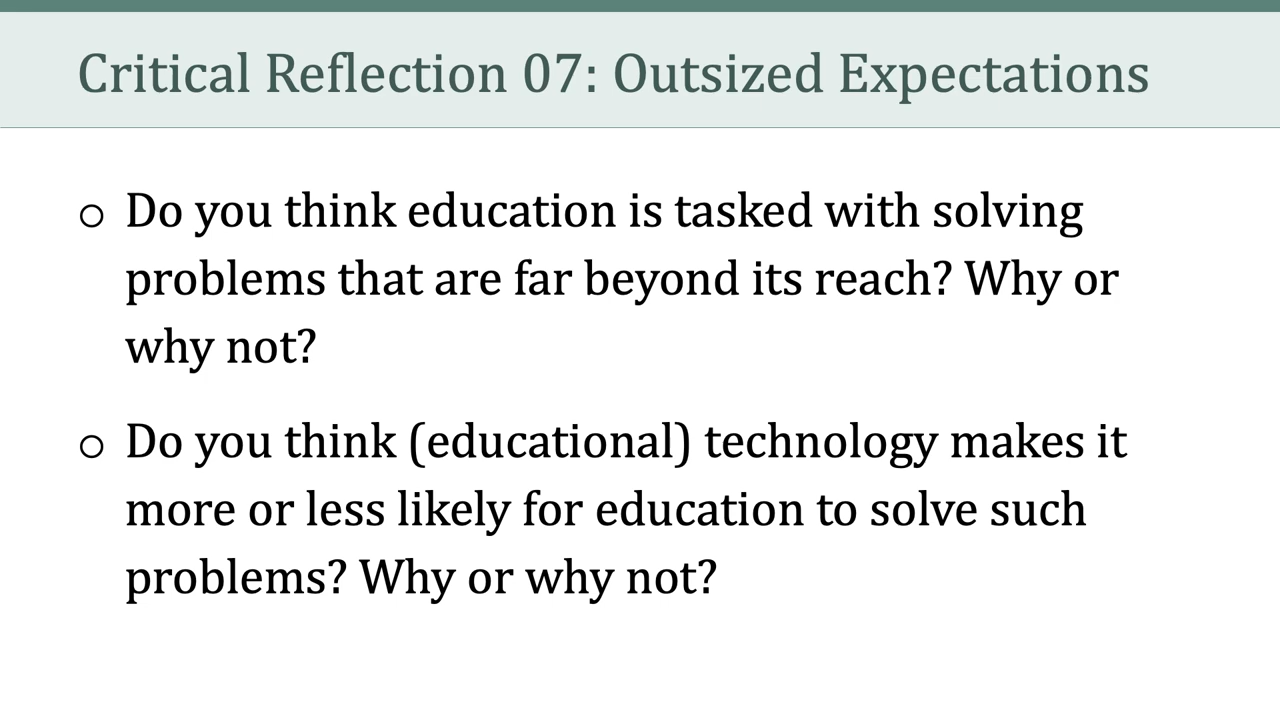 Critical Reflection 07: Outsized Expectations
o Do you think education is tasked with solving
problems that are far beyond its reach? Why or
why not?
o Do you think (educational) technology makes it
more or less likely for education to solve such
problems? Why or why not?